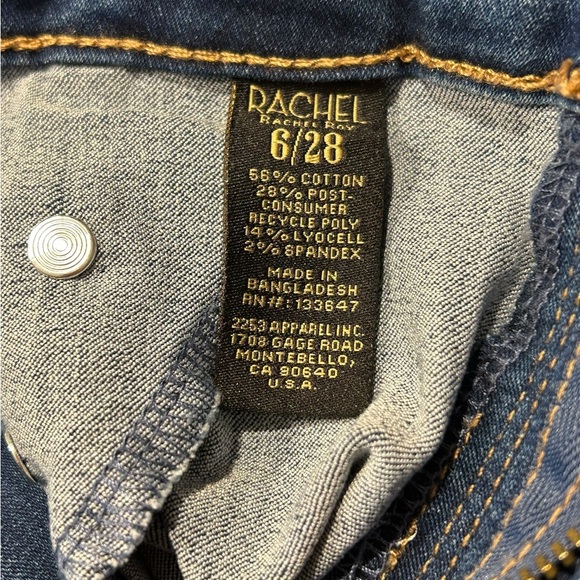 RACHEL
RACHEL ROY
6/28
56% COTTON
28% POST-
CONSUMER
RECYCLE POLY
14% LYOCELL
2% SPANDEX
MADE IN
BANGLADESH
RN#: 133647
2253 APPAREL INC.
1708 GAGE ROAD
MONTEBELLO,
CA 90640
U.S.A.